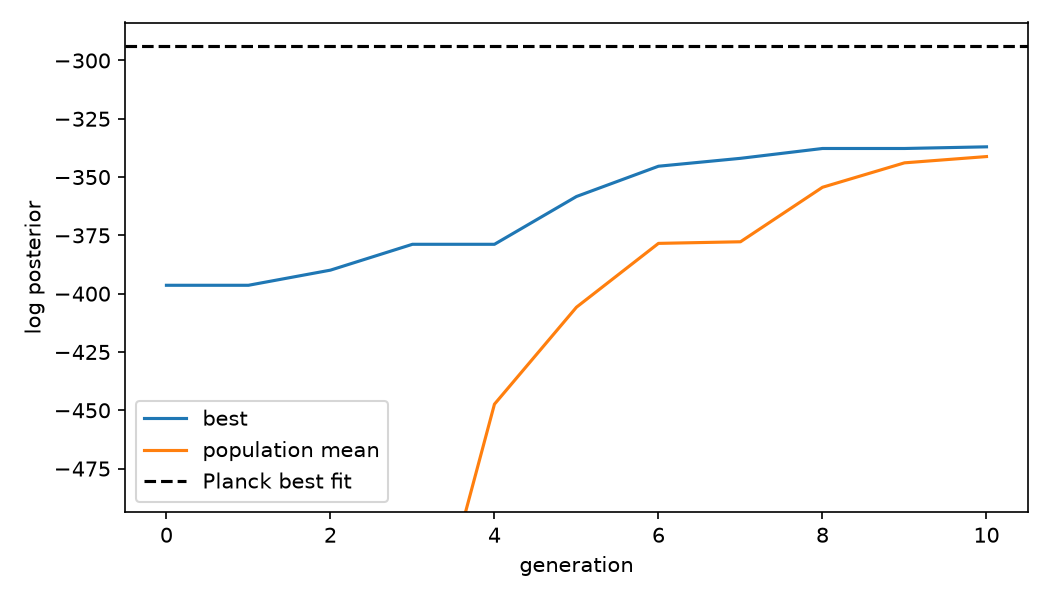 −300
−325
−350
−375
−400
−425
−450
−475
log posterior
best
population mean
Planck best fit
0 2 4 6 8 10
generation